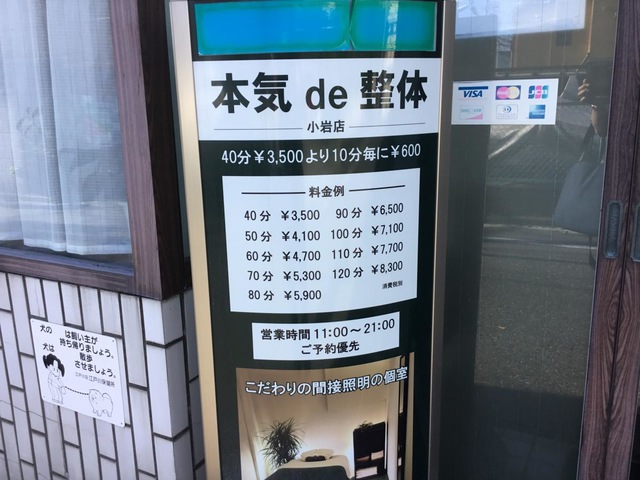 本気 de 整体
小岩店
40分¥3,500より10分毎に¥600
料金例
40分 ¥3,500 90分 ¥6,500
50分 ¥4,100 100分 ¥7,100
60分 ¥4,700 110分 ¥7,700
70分 ¥5,300 120分 ¥8,300
80分 ¥5,900
消費税別
営業時間11:00〜21:00
ご予約優先
こだわりの間接照明の個室
VISA
MasterCard
JCB
犬の
は飼い主が
持ち帰りましょう。
犬は
散歩
させましょう。